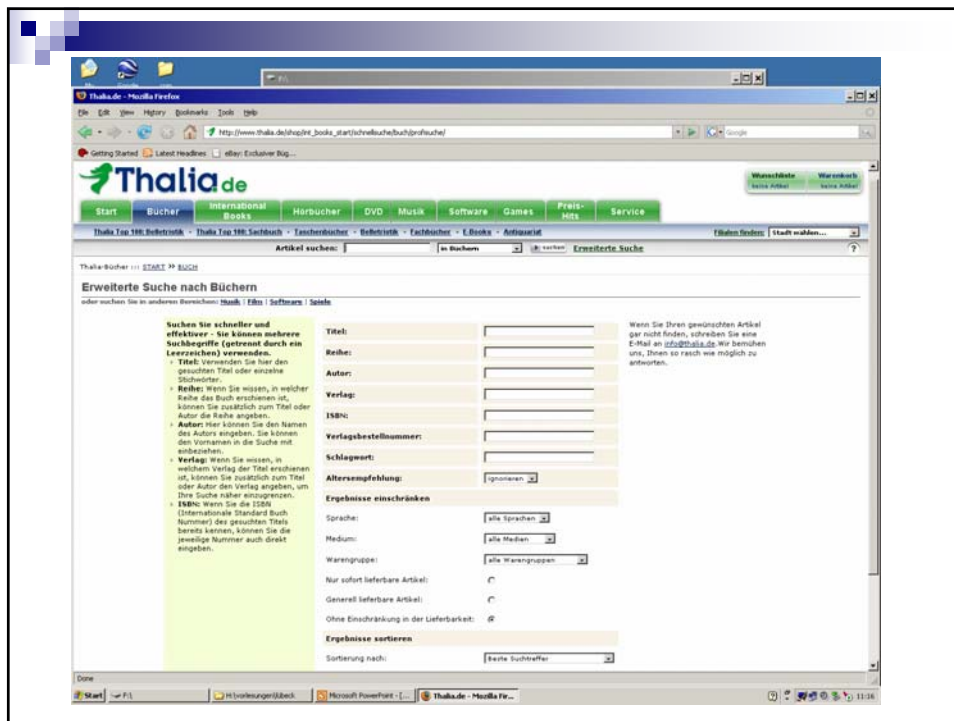 Thalia.de - Mozilla Firefox
File Edit View History Bookmarks Tools Help
http://www.thalia.de/shop/int_books_start/schnellsuche/buch/profisuche/
Google
Getting Started Latest Headlines eBay: Exclusiver Büg...
Thalia.de
Wunschliste Warenkorb
keine Artikel keine Artikel
Start Bücher International Books Hörbücher DVD Musik Software Games Preis-Hits Service
Thalia Top 100: Belletristik - Thalia Top 100: Sachbuch - Taschenbücher - Belletristik - Fachbücher - E.Books - Antiquariat Filialen finden: Stadt wählen...
Artikel suchen: in Büchern suchen Erweiterte Suche ?
Thalia-Bücher ::: START >> BUCH
Erweiterte Suche nach Büchern
oder suchen Sie in anderen Bereichen: Musik | Film | Software | Spiele
Suchen Sie schneller und
effektiver - Sie können mehrere
Suchbegriffe (getrennt durch ein
Leerzeichen) verwenden.
Titel: Verwenden Sie hier den
gesuchten Titel oder einzelne
Stichwörter.
Reihe: Wenn Sie wissen, in welcher
Reihe das Buch erschienen ist,
können Sie zusätzlich zum Titel oder
Autor die Reihe angeben.
Autor: Hier können Sie den Namen
des Autors eingeben. Sie können
den Vornamen in die Suche mit
einbeziehen.
Verlag: Wenn Sie wissen, in
welchem Verlag der Titel erschienen
ist, können Sie zusätzlich zum Titel
oder Autor den Verlag angeben, um
Ihre Suche näher einzugrenzen.
ISBN: Wenn Sie die ISBN
(Internationale Standard Buch
Nummer) des gesuchten Titels
bereits kennen, können Sie die
jeweilige Nummer auch direkt
eingeben.
Titel:
Reihe:
Autor:
Verlag:
ISBN:
Verlagsbestellnummer:
Schlagwort:
Altersempfehlung: ignorieren
Ergebnisse einschränken
Sprache: alle Sprachen
Medium: alle Medien
Warengruppe: alle Warengruppen
Nur sofort lieferbare Artikel:
Generell lieferbare Artikel:
Ohne Einschränkung in der Lieferbarkeit:
Ergebnisse sortieren
Sortierung nach: Beste Suchtreffer
Wenn Sie Ihren gewünschten Artikel
gar nicht finden, schreiben Sie eine
E-Mail an info@thalia.de.Wir bemühen
uns, Ihnen so rasch wie möglich zu
antworten.
Done
Start F:\ H:\vorlesungen\lübeck Microsoft PowerPoint - [... Thalia.de - Mozilla Fir... 11:36